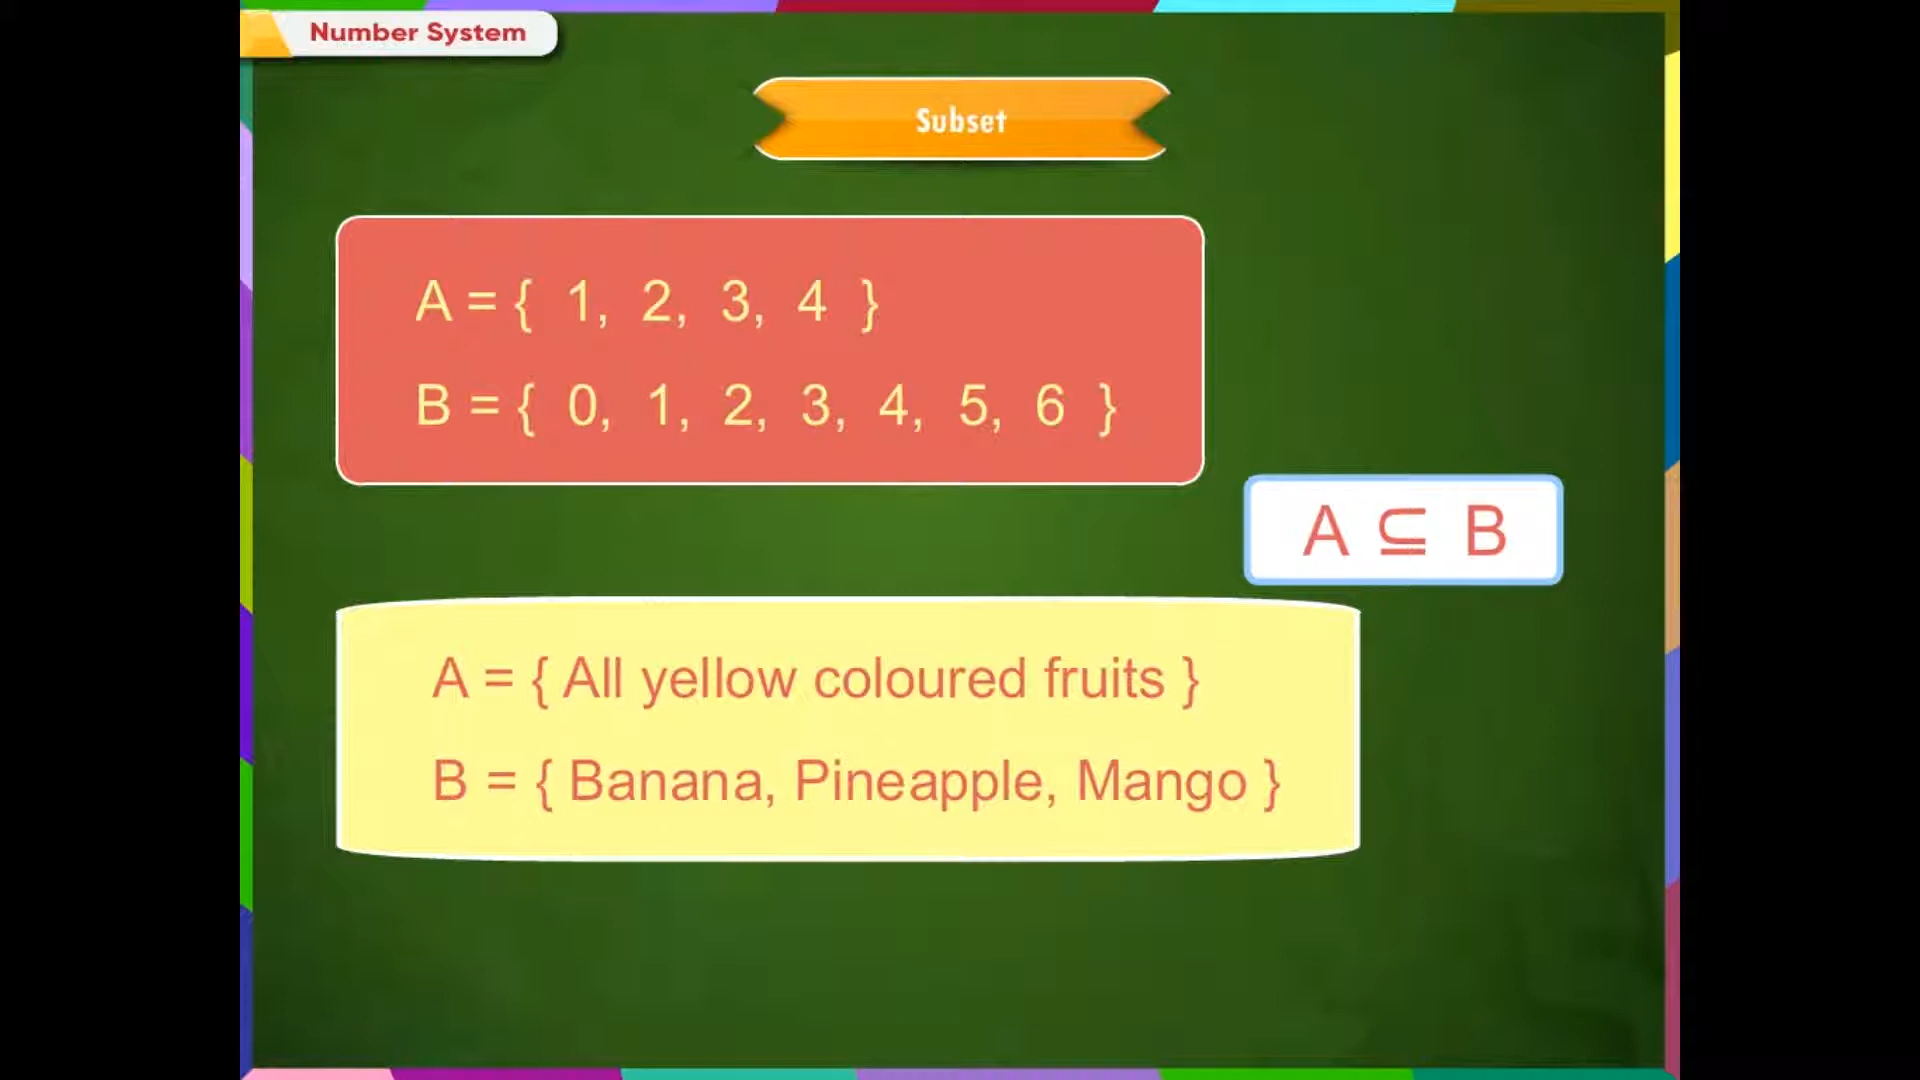 Number System
Subset
A = { 1, 2, 3, 4 }
B = { 0, 1, 2, 3, 4, 5, 6 }
A ⊆ B
A = { All yellow coloured fruits }
B = { Banana, Pineapple, Mango }